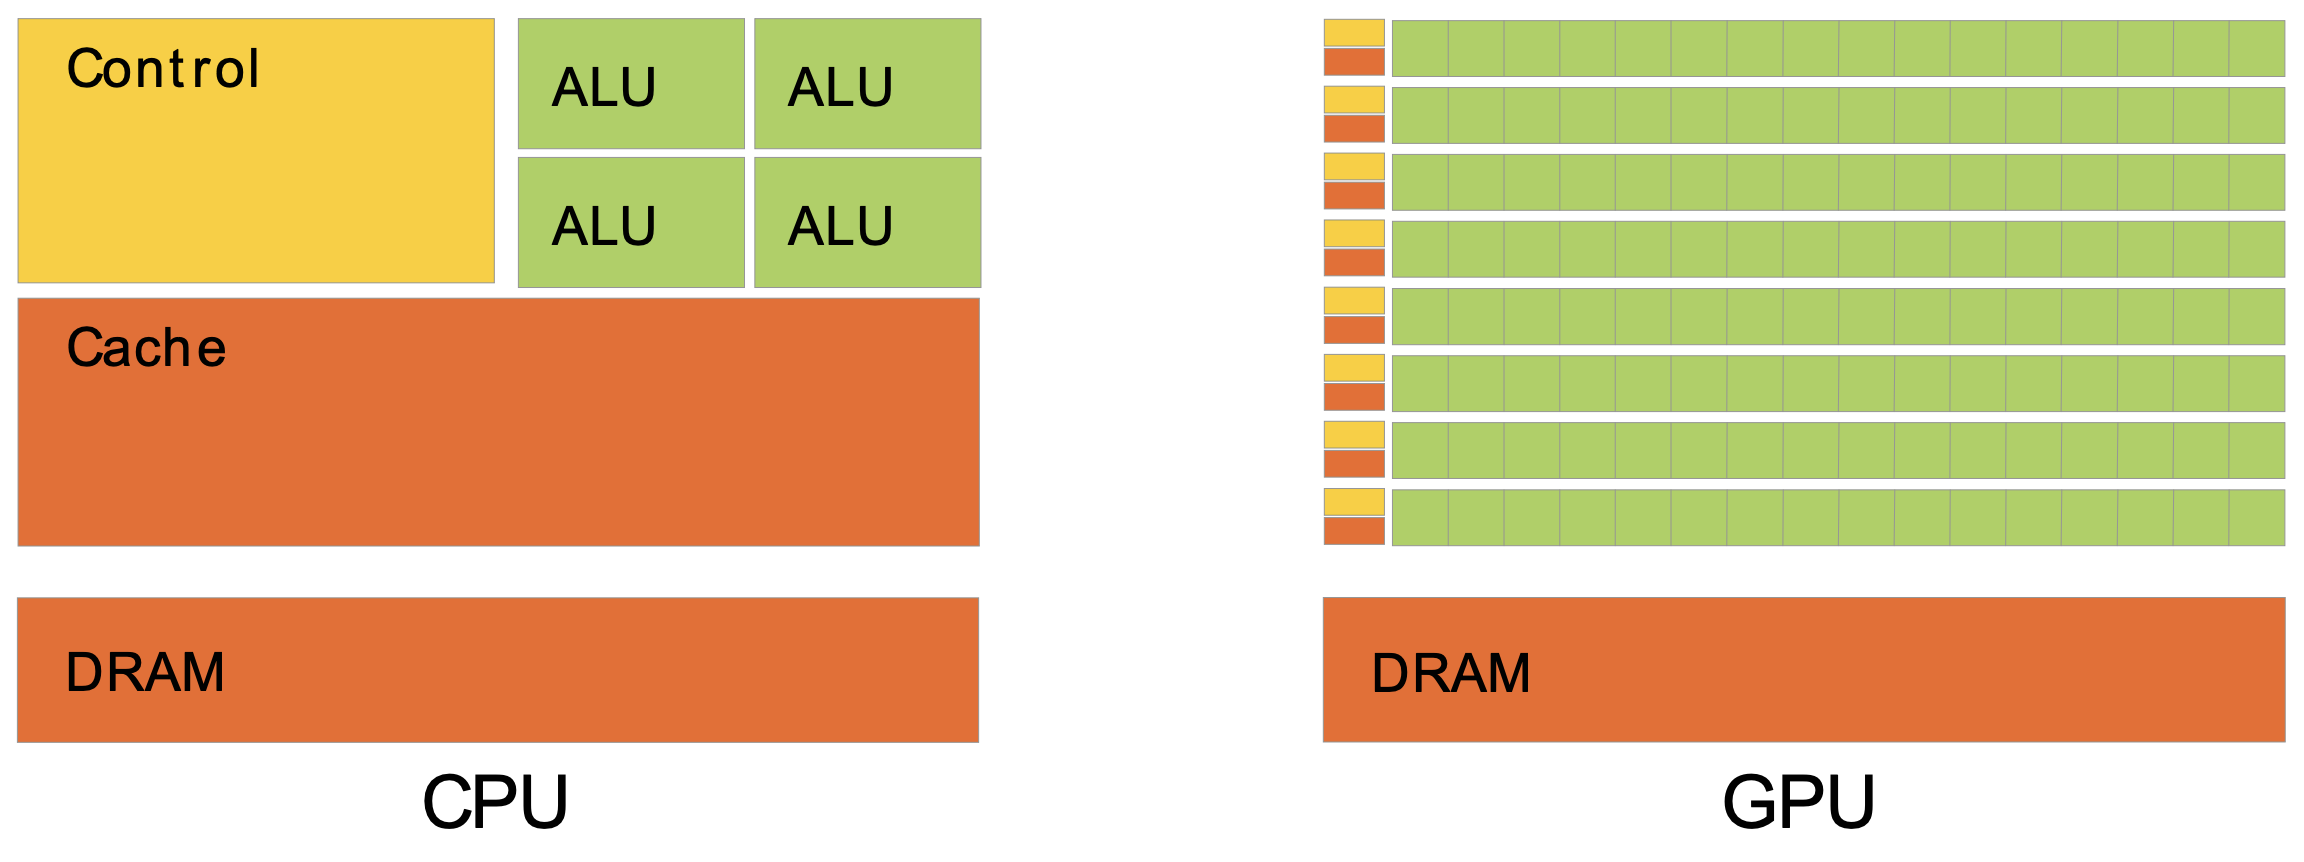 Control
ALU
ALU
ALU
ALU
Cache
DRAM
CPU
DRAM
GPU